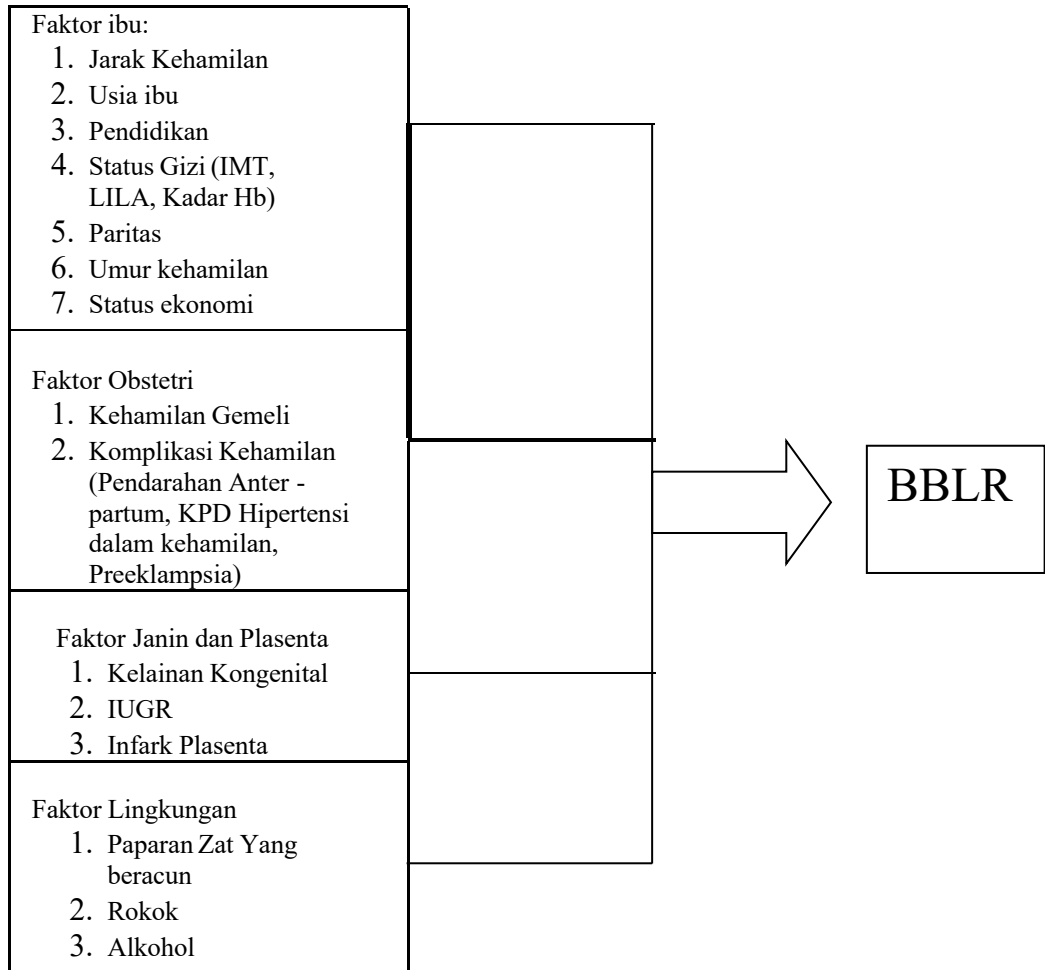 Faktor ibu:
1. Jarak Kehamilan
2. Usia ibu
3. Pendidikan
4. Status Gizi (IMT,
LILA, Kadar Hb)
5. Paritas
6. Umur kehamilan
7. Status ekonomi
Faktor Obstetri
1. Kehamilan Gemeli
2. Komplikasi Kehamilan
(Pendarahan Anter -
partum, KPD Hipertensi
dalam kehamilan,
Preeklampsia)
Faktor Janin dan Plasenta
1. Kelainan Kongenital
2. IUGR
3. Infark Plasenta
Faktor Lingkungan
1. Paparan Zat Yang
beracun
2. Rokok
3. Alkohol
BBLR